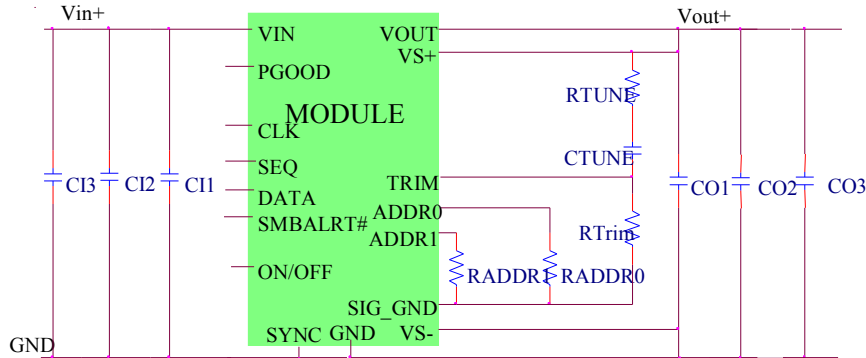 Vin+
Vout+
VIN
VOUT
VS+
PGOOD
RTUNE
MODULE
CLK
CTUNE
SEQ
CI3
CI2
CI1
TRIM
CO1
CO2
CO3
DATA
ADDR0
SMBALRT#
ADDR1
RTrim
ON/OFF
RADDR1
RADDR0
SIG_GND
GND
SYNC
GND
VS-